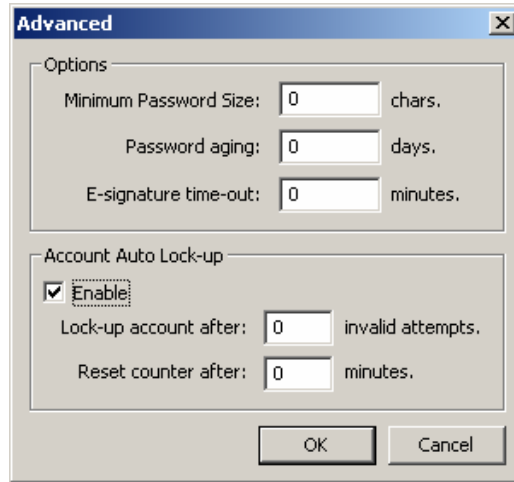 Advanced
Options
Minimum Password Size: 0 chars.
Password aging: 0 days.
E-signature time-out: 0 minutes.
Account Auto Lock-up
Enable
Lock-up account after: 0 invalid attempts.
Reset counter after: 0 minutes.
OK Cancel